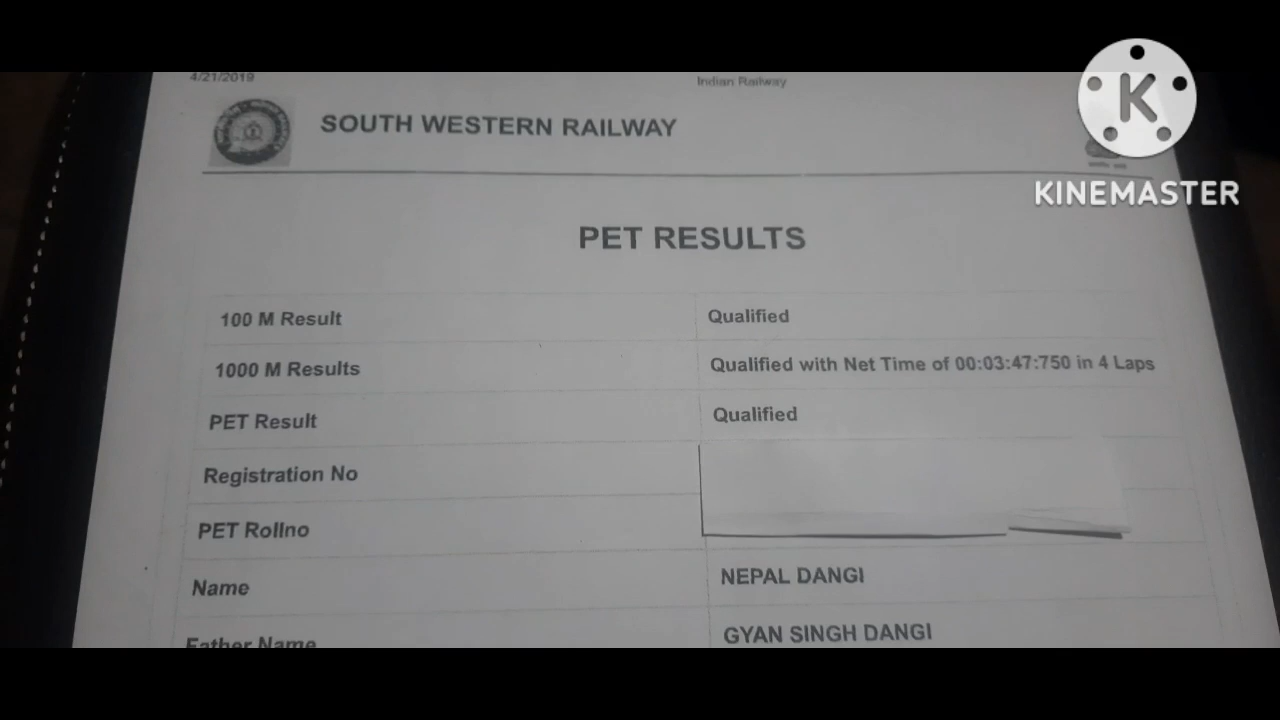 4/21/2019 Indian Railway
SOUTH WESTERN RAILWAY
K
KINEMASTER
PET RESULTS
100 M Result Qualified
1000 M Results Qualified with Net Time of 00:03:47:750 in 4 Laps
PET Result Qualified
Registration No
PET Rollno
Name NEPAL DANGI
Father Name GYAN SINGH DANGI